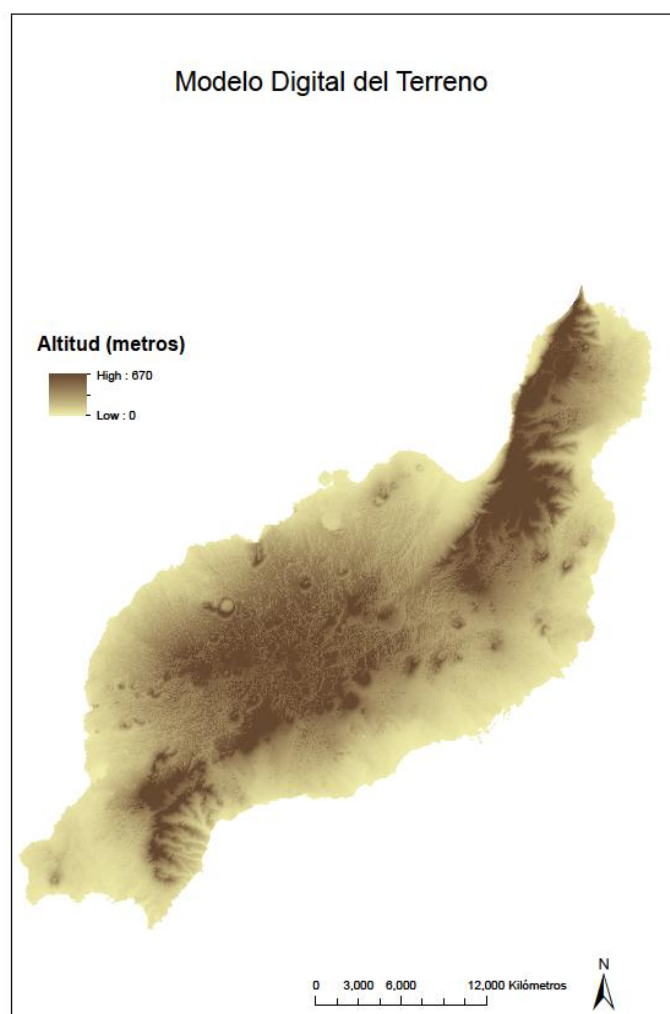 Modelo Digital del Terreno
Altitud (metros)
High : 670
Low : 0
N
0 3,000 6,000 12,000 Kilómetros